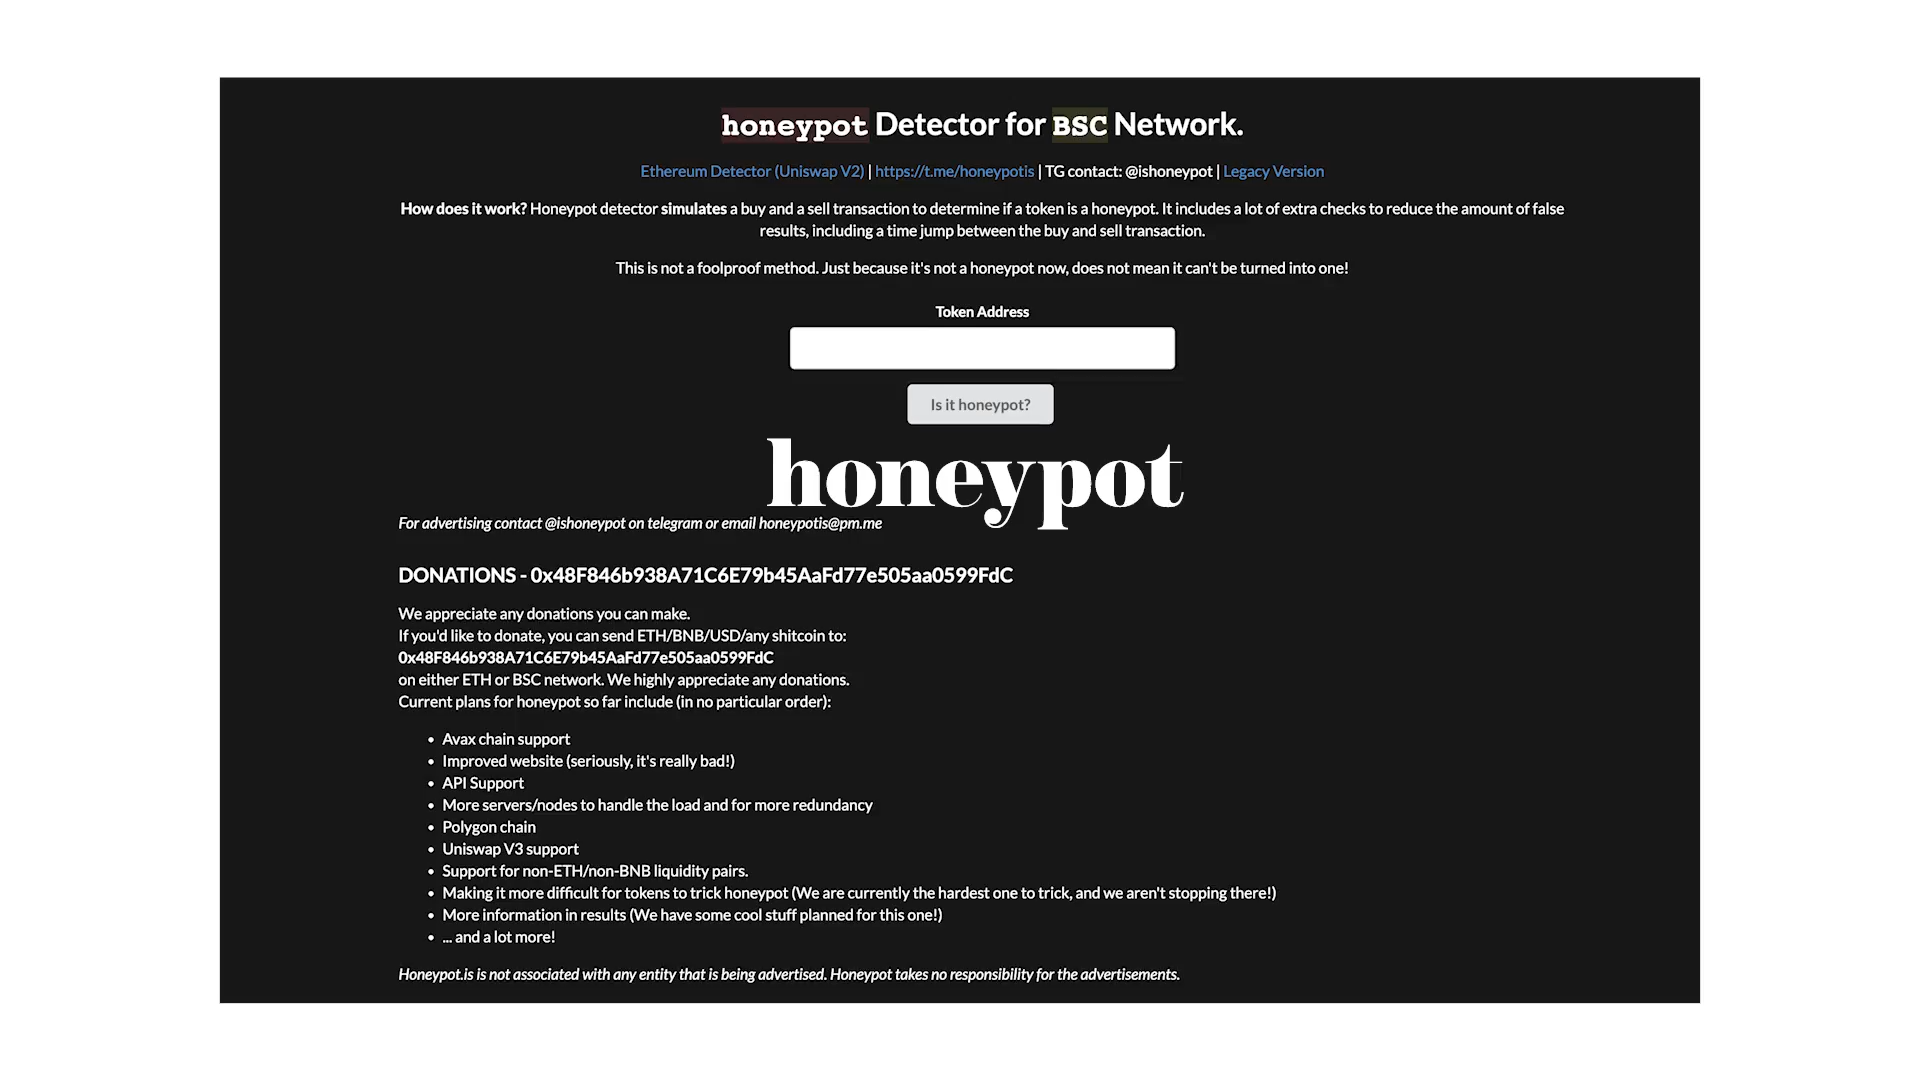 honeypot Detector for BSC Network.
Ethereum Detector (Uniswap V2) | https://t.me/honeypotis | TG contact: @ishoneypot | Legacy Version
How does it work? Honeypot detector simulates a buy and a sell transaction to determine if a token is a honeypot. It includes a lot of extra checks to reduce the amount of false
results, including a time jump between the buy and sell transaction.
This is not a foolproof method. Just because it's not a honeypot now, does not mean it can't be turned into one!
Token Address
Is it honeypot?
honeypot
For advertising contact @ishoneypot on telegram or email honeypotis@pm.me
DONATIONS - 0x48F846b938A71C6E79b45AaFd77e505aa0599FdC
We appreciate any donations you can make.
If you'd like to donate, you can send ETH/BNB/USD/any shitcoin to:
0x48F846b938A71C6E79b45AaFd77e505aa0599FdC
on either ETH or BSC network. We highly appreciate any donations.
Current plans for honeypot so far include (in no particular order):
• Avax chain support
• Improved website (seriously, it's really bad!)
• API Support
• More servers/nodes to handle the load and for more redundancy
• Polygon chain
• Uniswap V3 support
• Support for non-ETH/non-BNB liquidity pairs.
• Making it more difficult for tokens to trick honeypot (We are currently the hardest one to trick, and we aren't stopping there!)
• More information in results (We have some cool stuff planned for this one!)
• ... and a lot more!
Honeypot.is is not associated with any entity that is being advertised. Honeypot takes no responsibility for the advertisements.